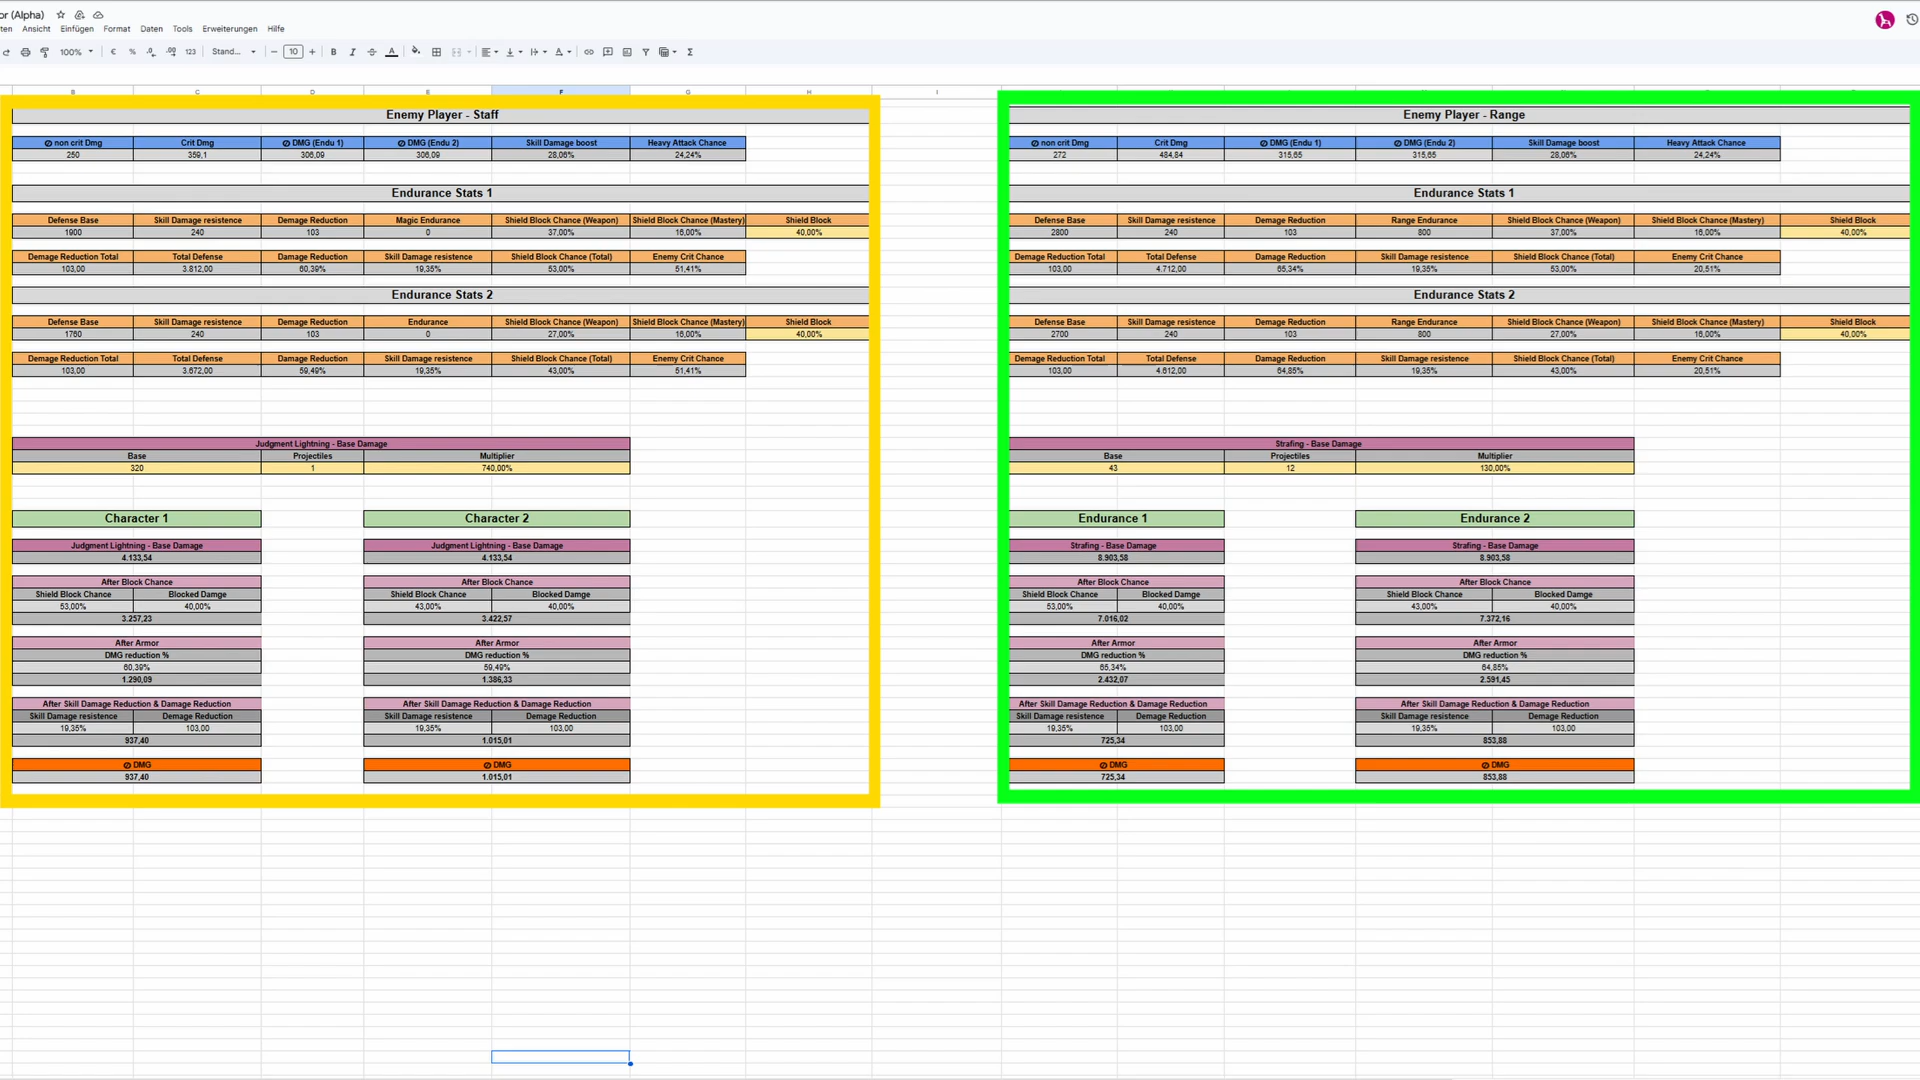 or (Alpha)
ten Ansicht Einfügen Format Daten Tools Erweiterungen Hilfe
100% € % .0 .00 123 Stand... − 10 + B I S A Σ
B C D E F G H I
Enemy Player - Staff
Ø non crit Dmg Crit Dmg Ø DMG (Endu 1) Ø DMG (Endu 2) Skill Damage boost Heavy Attack Chance
250 359,1 306,09 306,09 28,06% 24,24%
Endurance Stats 1
Defense Base Skill Damage resistence Demage Reduction Magic Endurance Shield Block Chance (Weapon) Shield Block Chance (Mastery) Shield Block
1900 240 103 0 37,00% 16,00% 40,00%
Demage Reduction Total Total Defense Damage Reduction Skill Damage resistence Shield Block Chance (Total) Enemy Crit Chance
103,00 3.812,00 60,39% 19,35% 53,00% 51,41%
Endurance Stats 2
Defense Base Skill Damage resistence Demage Reduction Endurance Shield Block Chance (Weapon) Shield Block Chance (Mastery) Shield Block
1760 240 103 0 27,00% 16,00% 40,00%
Demage Reduction Total Total Defense Damage Reduction Skill Damage resistence Shield Block Chance (Total) Enemy Crit Chance
103,00 3.672,00 59,49% 19,35% 43,00% 51,41%
Judgment Lightning - Base Damage
Base Projectiles Multiplier
320 1 740,00%
Character 1 Character 2
Judgment Lightning - Base Damage Judgment Lightning - Base Damage
4.133,54 4.133,54
After Block Chance After Block Chance
Shield Block Chance Blocked Damge Shield Block Chance Blocked Damge
53,00% 40,00% 43,00% 40,00%
3.257,23 3.422,57
After Armor After Armor
DMG reduction % DMG reduction %
60,39% 59,49%
1.290,09 1.386,33
After Skill Damage Reduction & Damage Reduction After Skill Damage Reduction & Damage Reduction
Skill Damage resistence Demage Reduction Skill Damage resistence Demage Reduction
19,35% 103,00 19,35% 103,00
937,40 1.015,01
Ø DMG Ø DMG
937,40 1.015,01
Enemy Player - Range
Ø non crit Dmg Crit Dmg Ø DMG (Endu 1) Ø DMG (Endu 2) Skill Damage boost Heavy Attack Chance
272 484,84 315,65 315,65 28,06% 24,24%
Endurance Stats 1
Defense Base Skill Damage resistence Demage Reduction Range Endurance Shield Block Chance (Weapon) Shield Block Chance (Mastery) Shield Block
2800 240 103 800 37,00% 16,00% 40,00%
Demage Reduction Total Total Defense Damage Reduction Skill Damage resistence Shield Block Chance (Total) Enemy Crit Chance
103,00 4.712,00 65,34% 19,35% 53,00% 20,51%
Endurance Stats 2
Defense Base Skill Damage resistence Demage Reduction Range Endurance Shield Block Chance (Weapon) Shield Block Chance (Mastery) Shield Block
2700 240 103 800 27,00% 16,00% 40,00%
Demage Reduction Total Total Defense Damage Reduction Skill Damage resistence Shield Block Chance (Total) Enemy Crit Chance
103,00 4.612,00 64,85% 19,35% 43,00% 20,51%
Strafing - Base Damage
Base Projectiles Multiplier
43 12 130,00%
Endurance 1 Endurance 2
Strafing - Base Damage Strafing - Base Damage
8.903,58 8.903,58
After Block Chance After Block Chance
Shield Block Chance Blocked Damge Shield Block Chance Blocked Damge
53,00% 40,00% 43,00% 40,00%
7.016,02 7.372,16
After Armor After Armor
DMG reduction % DMG reduction %
65,34% 64,85%
2.432,07 2.591,45
After Skill Damage Reduction & Damage Reduction After Skill Damage Reduction & Damage Reduction
Skill Damage resistence Demage Reduction Skill Damage resistence Demage Reduction
19,35% 103,00 19,35% 103,00
725,34 853,88
Ø DMG Ø DMG
725,34 853,88